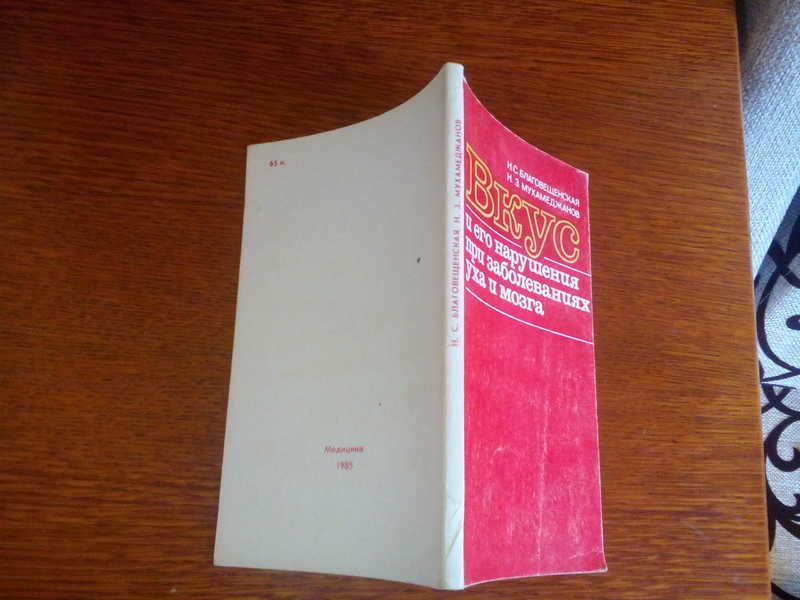 65 к.
Медицина
1985
Н. С. БЛАГОВЕЩЕНСКАЯ, Н. З. МУХАМЕДЖАНОВ
Н.С. БЛАГОВЕЩЕНСКАЯ
Н. З. МУХАМЕДЖАНОВ
Вкус
и его нарушения
при заболеваниях
уха и мозга